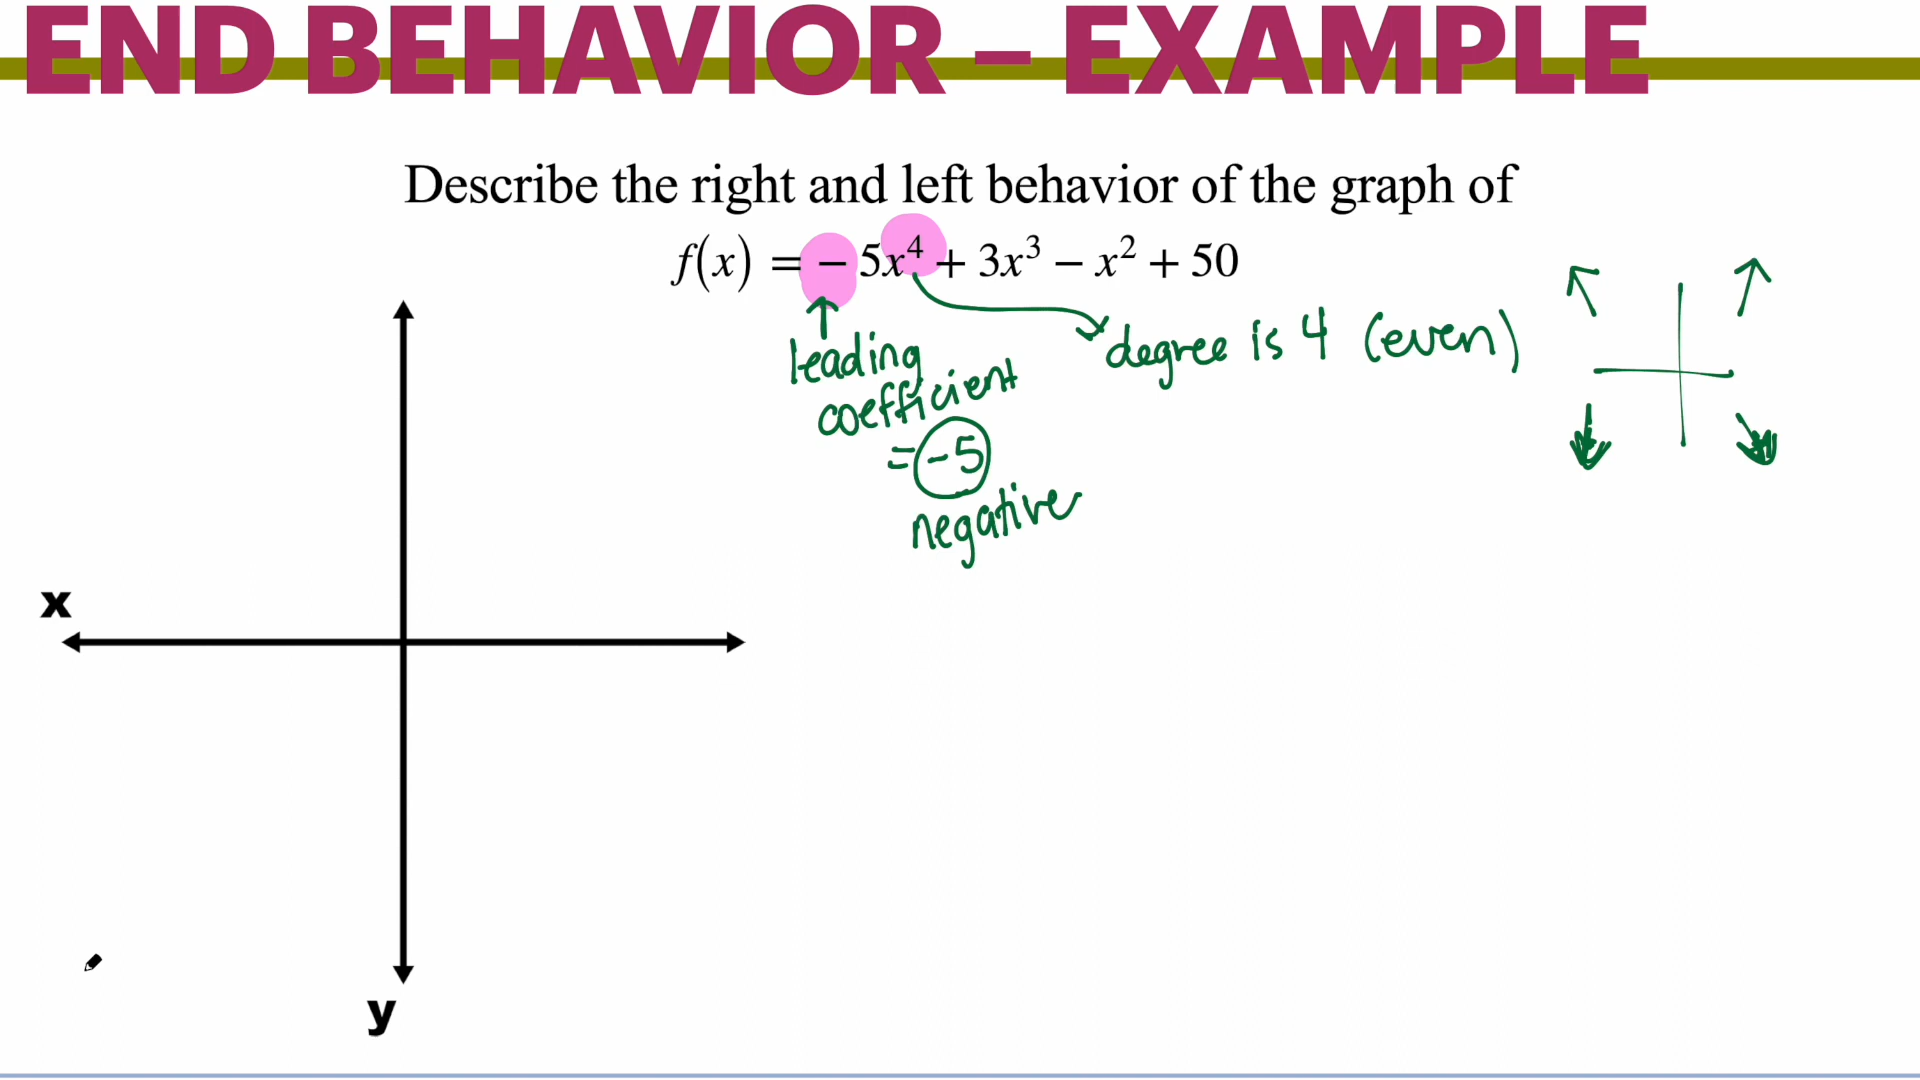 END BEHAVIOR – EXAMPLE
Describe the right and left behavior of the graph of
f(x) = − 5x⁴ + 3x³ − x² + 50
degree is 4 (even)
leading
coefficient
= -5
negative
x
y